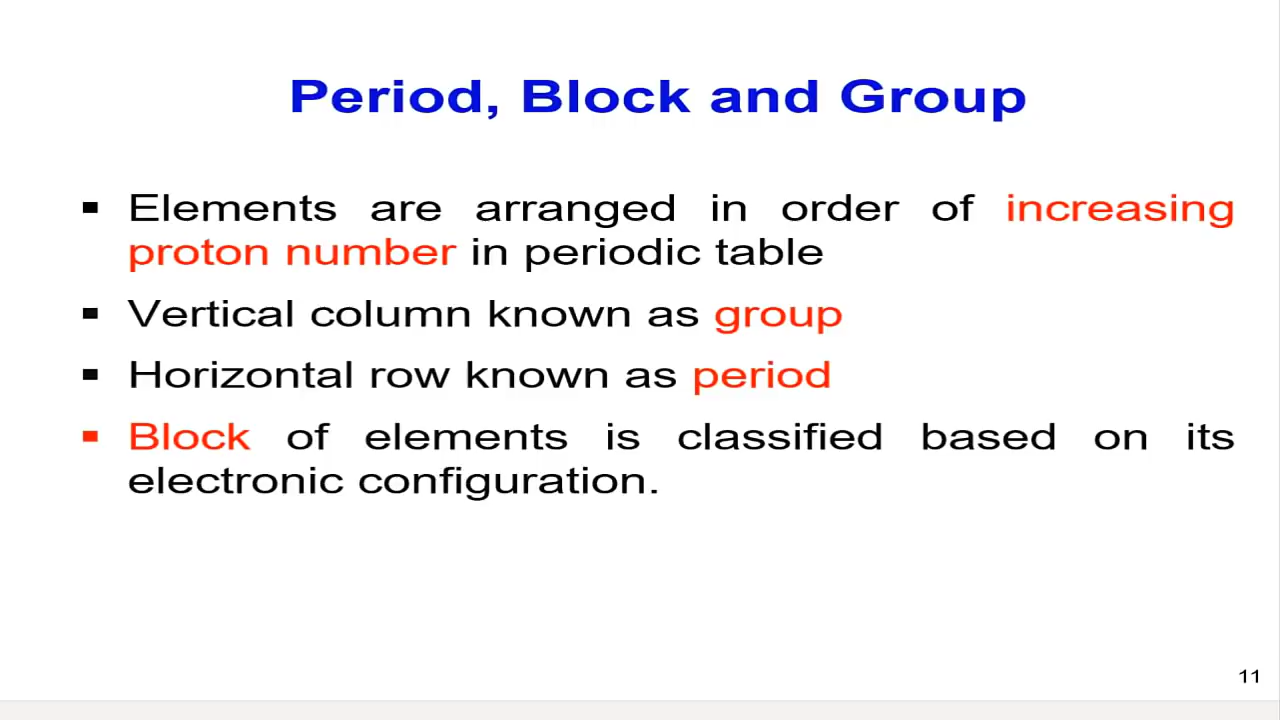 Period, Block and Group
▪ Elements are arranged in order of increasing
proton number in periodic table
▪ Vertical column known as group
▪ Horizontal row known as period
▪ Block of elements is classified based on its
electronic configuration.
11